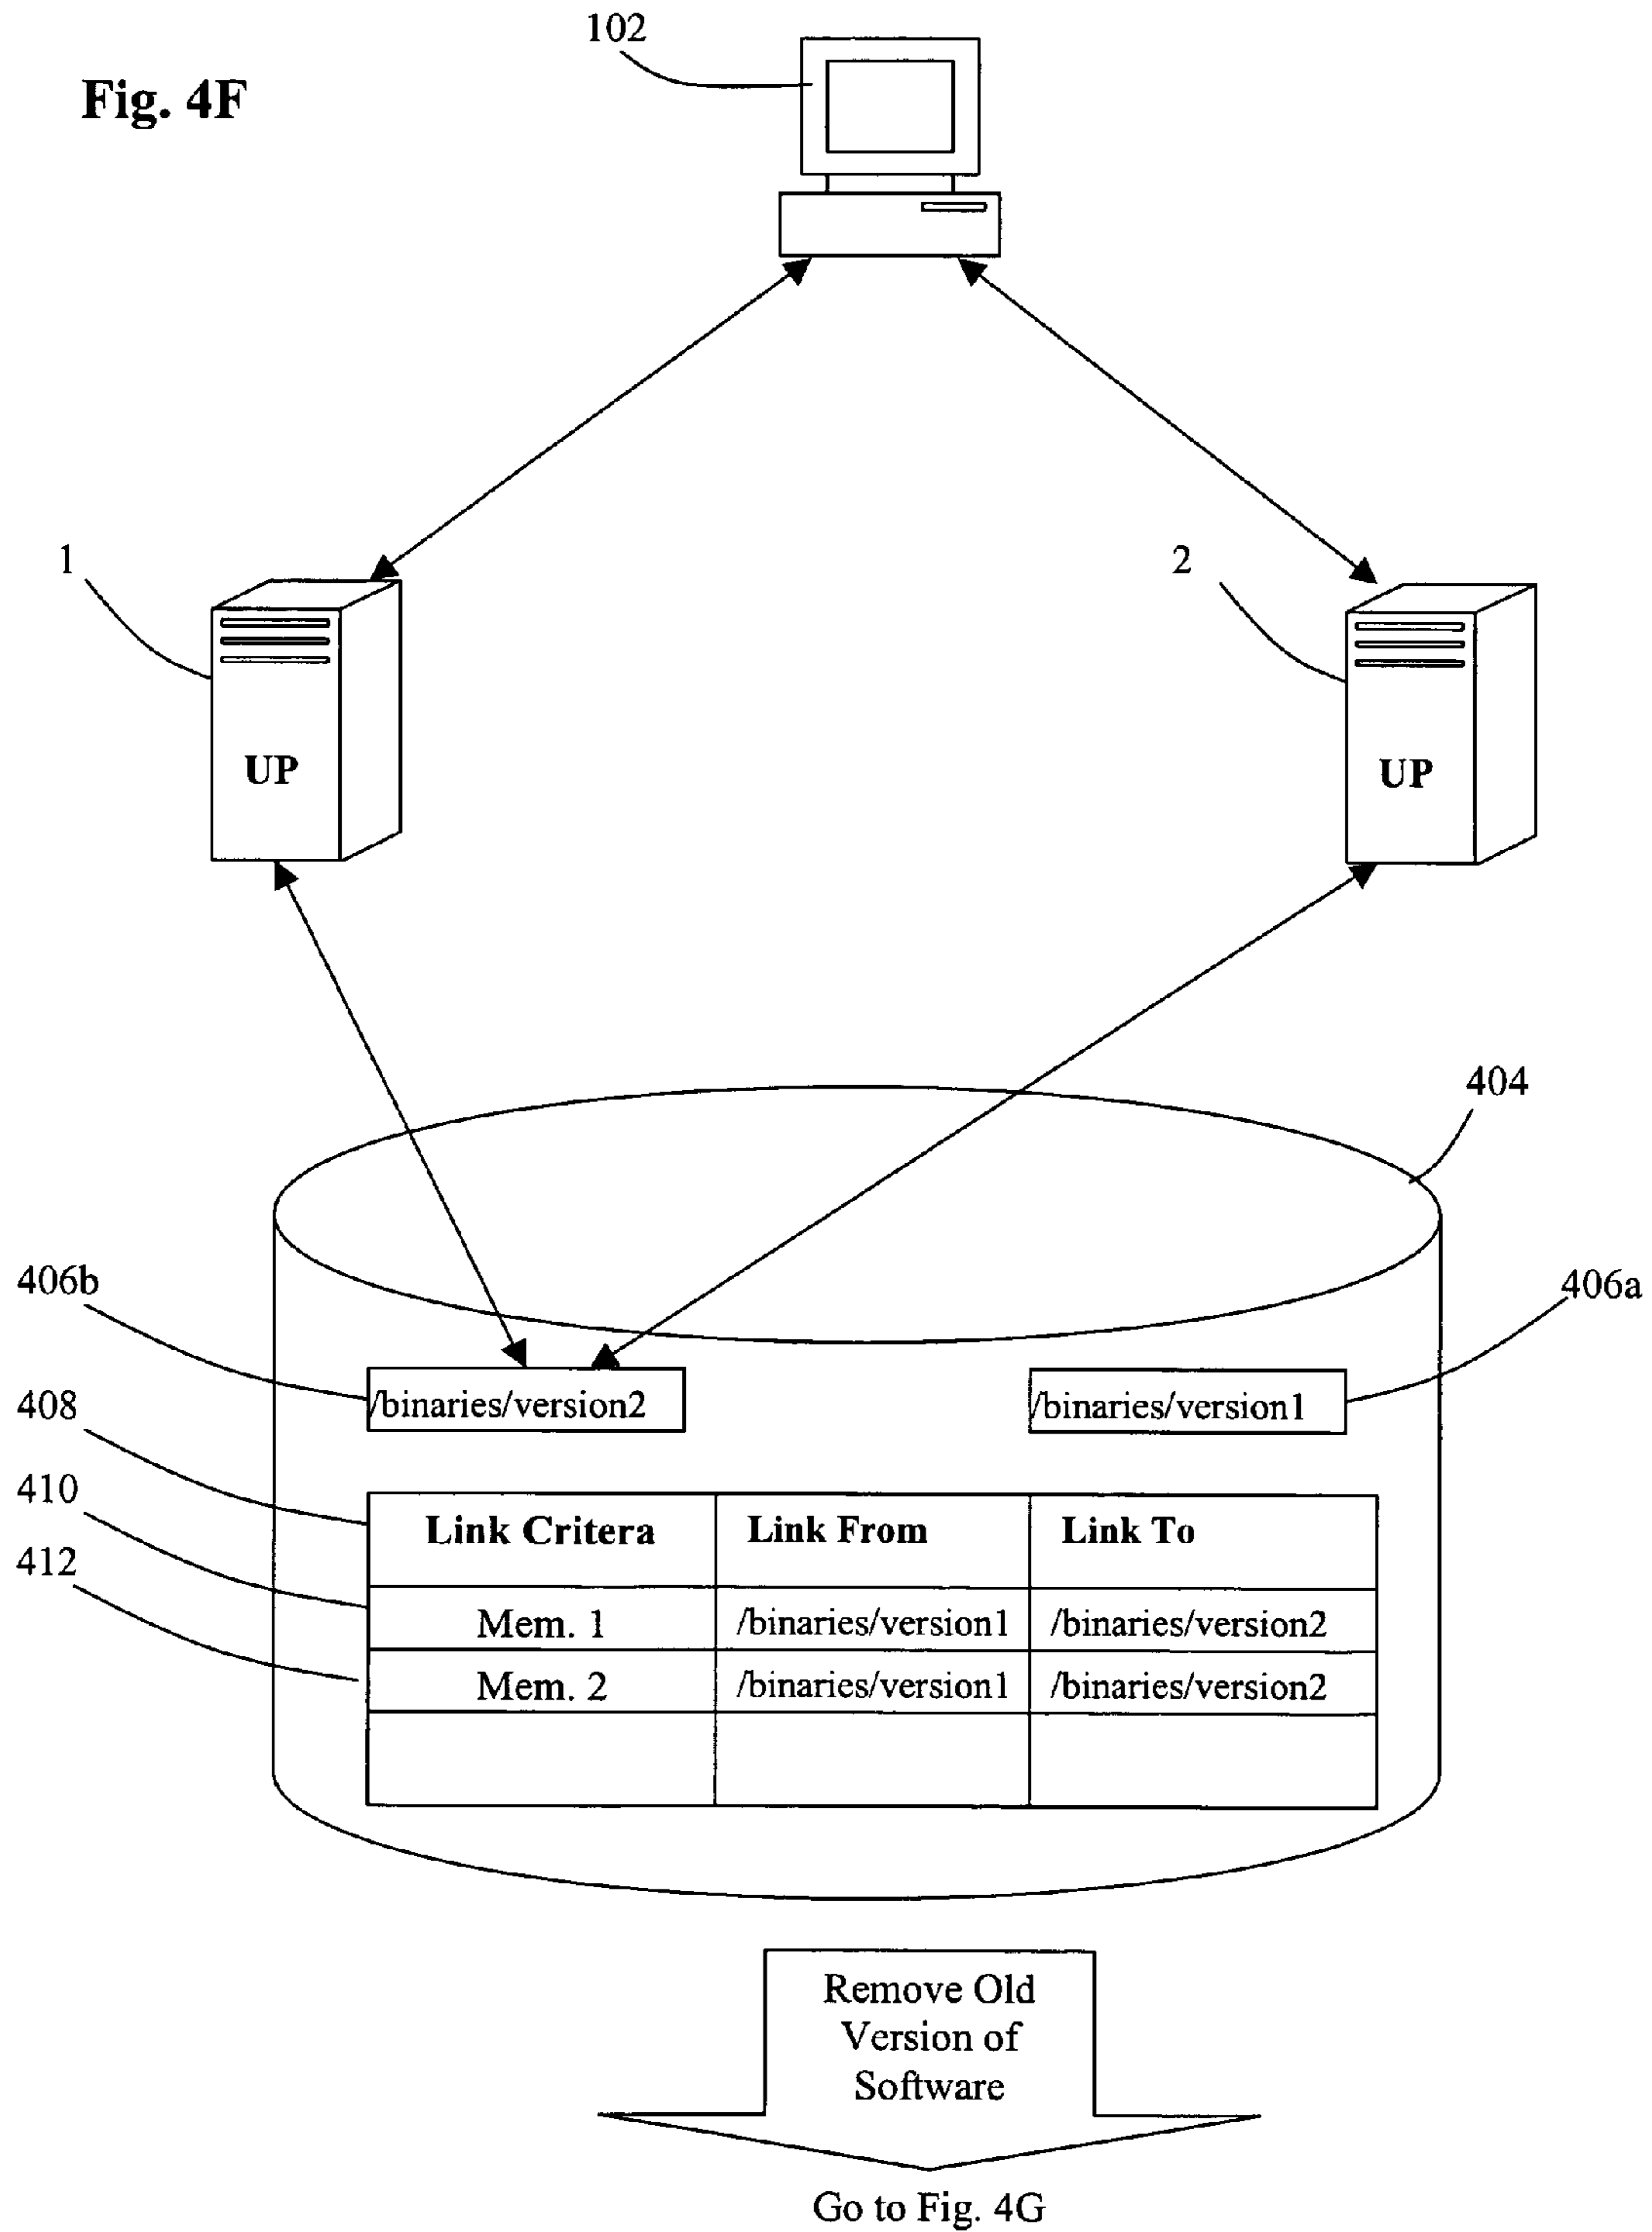 102
Fig. 4F
1
2
UP
UP
404
406b
406a
/binaries/version2
/binaries/version1
408
410
412
Link Critera
Link From
Link To
Mem. 1
/binaries/version1
/binaries/version2
Mem. 2
/binaries/version1
/binaries/version2
Remove Old
Version of
Software
Go to Fig. 4G